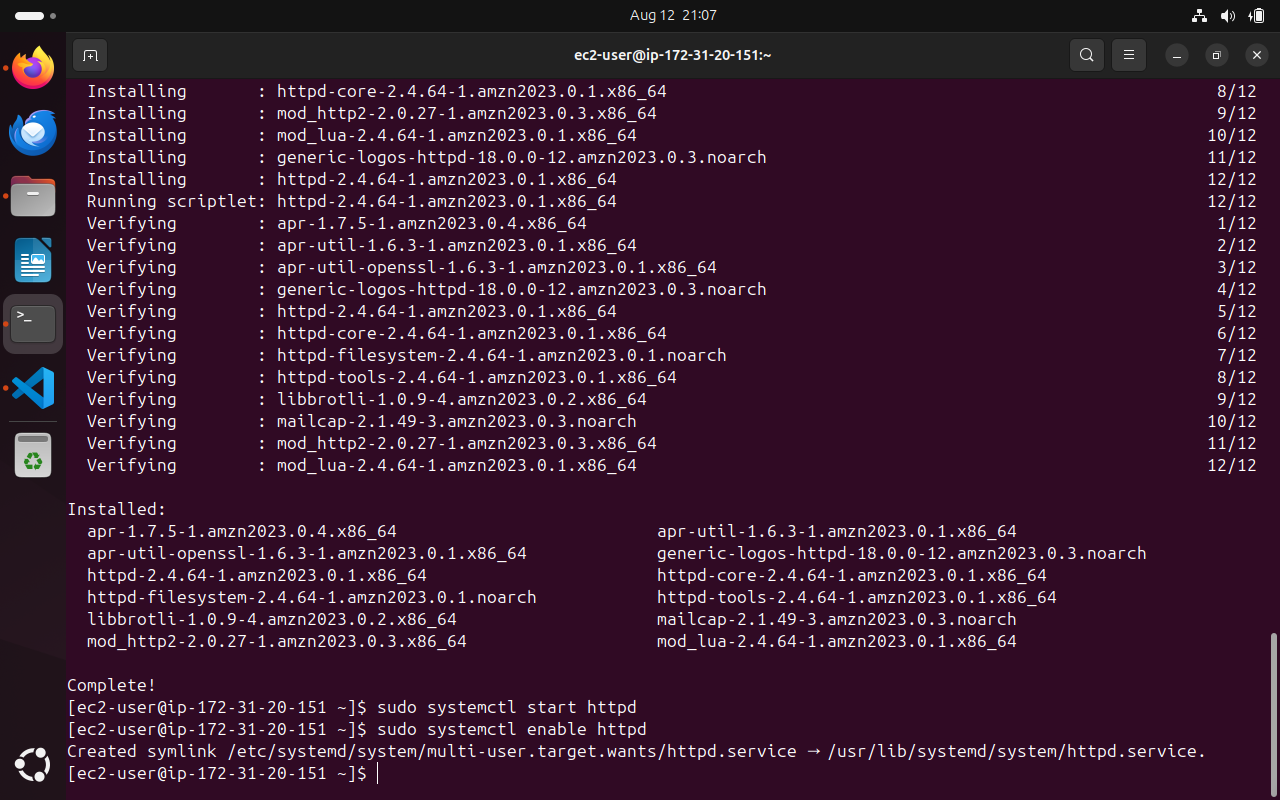 Aug 12 21:07
ec2-user@ip-172-31-20-151:~
Installing : httpd-core-2.4.64-1.amzn2023.0.1.x86_64 8/12
Installing : mod_http2-2.0.27-1.amzn2023.0.3.x86_64 9/12
Installing : mod_lua-2.4.64-1.amzn2023.0.1.x86_64 10/12
Installing : generic-logos-httpd-18.0.0-12.amzn2023.0.3.noarch 11/12
Installing : httpd-2.4.64-1.amzn2023.0.1.x86_64 12/12
Running scriptlet: httpd-2.4.64-1.amzn2023.0.1.x86_64 12/12
Verifying : apr-1.7.5-1.amzn2023.0.4.x86_64 1/12
Verifying : apr-util-1.6.3-1.amzn2023.0.1.x86_64 2/12
Verifying : apr-util-openssl-1.6.3-1.amzn2023.0.1.x86_64 3/12
Verifying : generic-logos-httpd-18.0.0-12.amzn2023.0.3.noarch 4/12
Verifying : httpd-2.4.64-1.amzn2023.0.1.x86_64 5/12
Verifying : httpd-core-2.4.64-1.amzn2023.0.1.x86_64 6/12
Verifying : httpd-filesystem-2.4.64-1.amzn2023.0.1.noarch 7/12
Verifying : httpd-tools-2.4.64-1.amzn2023.0.1.x86_64 8/12
Verifying : libbrotli-1.0.9-4.amzn2023.0.2.x86_64 9/12
Verifying : mailcap-2.1.49-3.amzn2023.0.3.noarch 10/12
Verifying : mod_http2-2.0.27-1.amzn2023.0.3.x86_64 11/12
Verifying : mod_lua-2.4.64-1.amzn2023.0.1.x86_64 12/12
Installed:
apr-1.7.5-1.amzn2023.0.4.x86_64 apr-util-1.6.3-1.amzn2023.0.1.x86_64
apr-util-openssl-1.6.3-1.amzn2023.0.1.x86_64 generic-logos-httpd-18.0.0-12.amzn2023.0.3.noarch
httpd-2.4.64-1.amzn2023.0.1.x86_64 httpd-core-2.4.64-1.amzn2023.0.1.x86_64
httpd-filesystem-2.4.64-1.amzn2023.0.1.noarch httpd-tools-2.4.64-1.amzn2023.0.1.x86_64
libbrotli-1.0.9-4.amzn2023.0.2.x86_64 mailcap-2.1.49-3.amzn2023.0.3.noarch
mod_http2-2.0.27-1.amzn2023.0.3.x86_64 mod_lua-2.4.64-1.amzn2023.0.1.x86_64
Complete!
[ec2-user@ip-172-31-20-151 ~]$ sudo systemctl start httpd
[ec2-user@ip-172-31-20-151 ~]$ sudo systemctl enable httpd
Created symlink /etc/systemd/system/multi-user.target.wants/httpd.service → /usr/lib/systemd/system/httpd.service.
[ec2-user@ip-172-31-20-151 ~]$